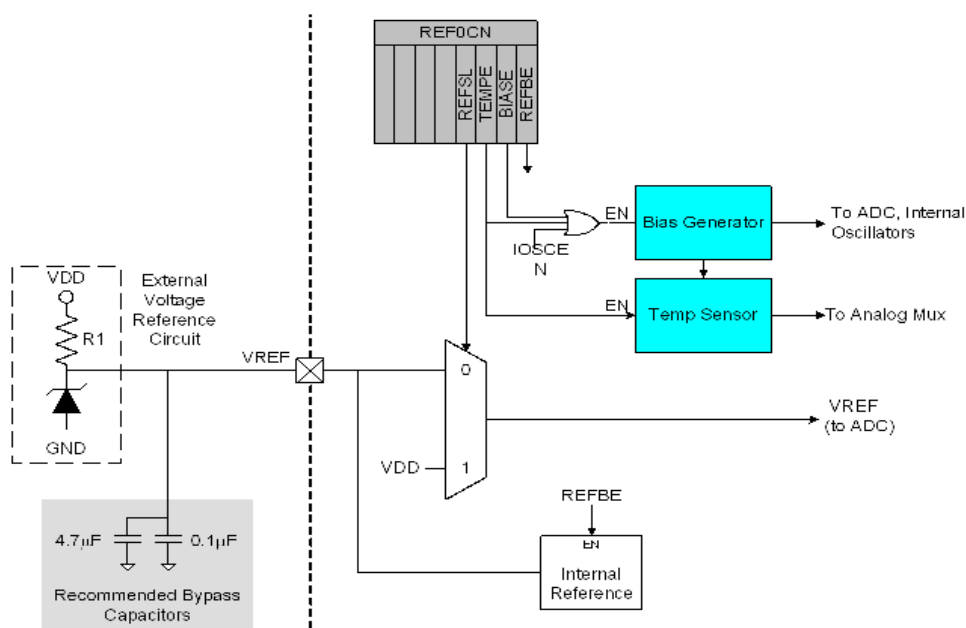 REF0CN
REFSL
TEMPE
BIASE
REFBE
EN
Bias Generator
To ADC, Internal
Oscillators
IOSCE
N
EN
Temp Sensor
To Analog Mux
VDD
R1
GND
External
Voltage
Reference
Circuit
VREF
0
1
VDD
VREF
(to ADC)
REFBE
EN
Internal
Reference
4.7µF
0.1µF
Recommended Bypass
Capacitors